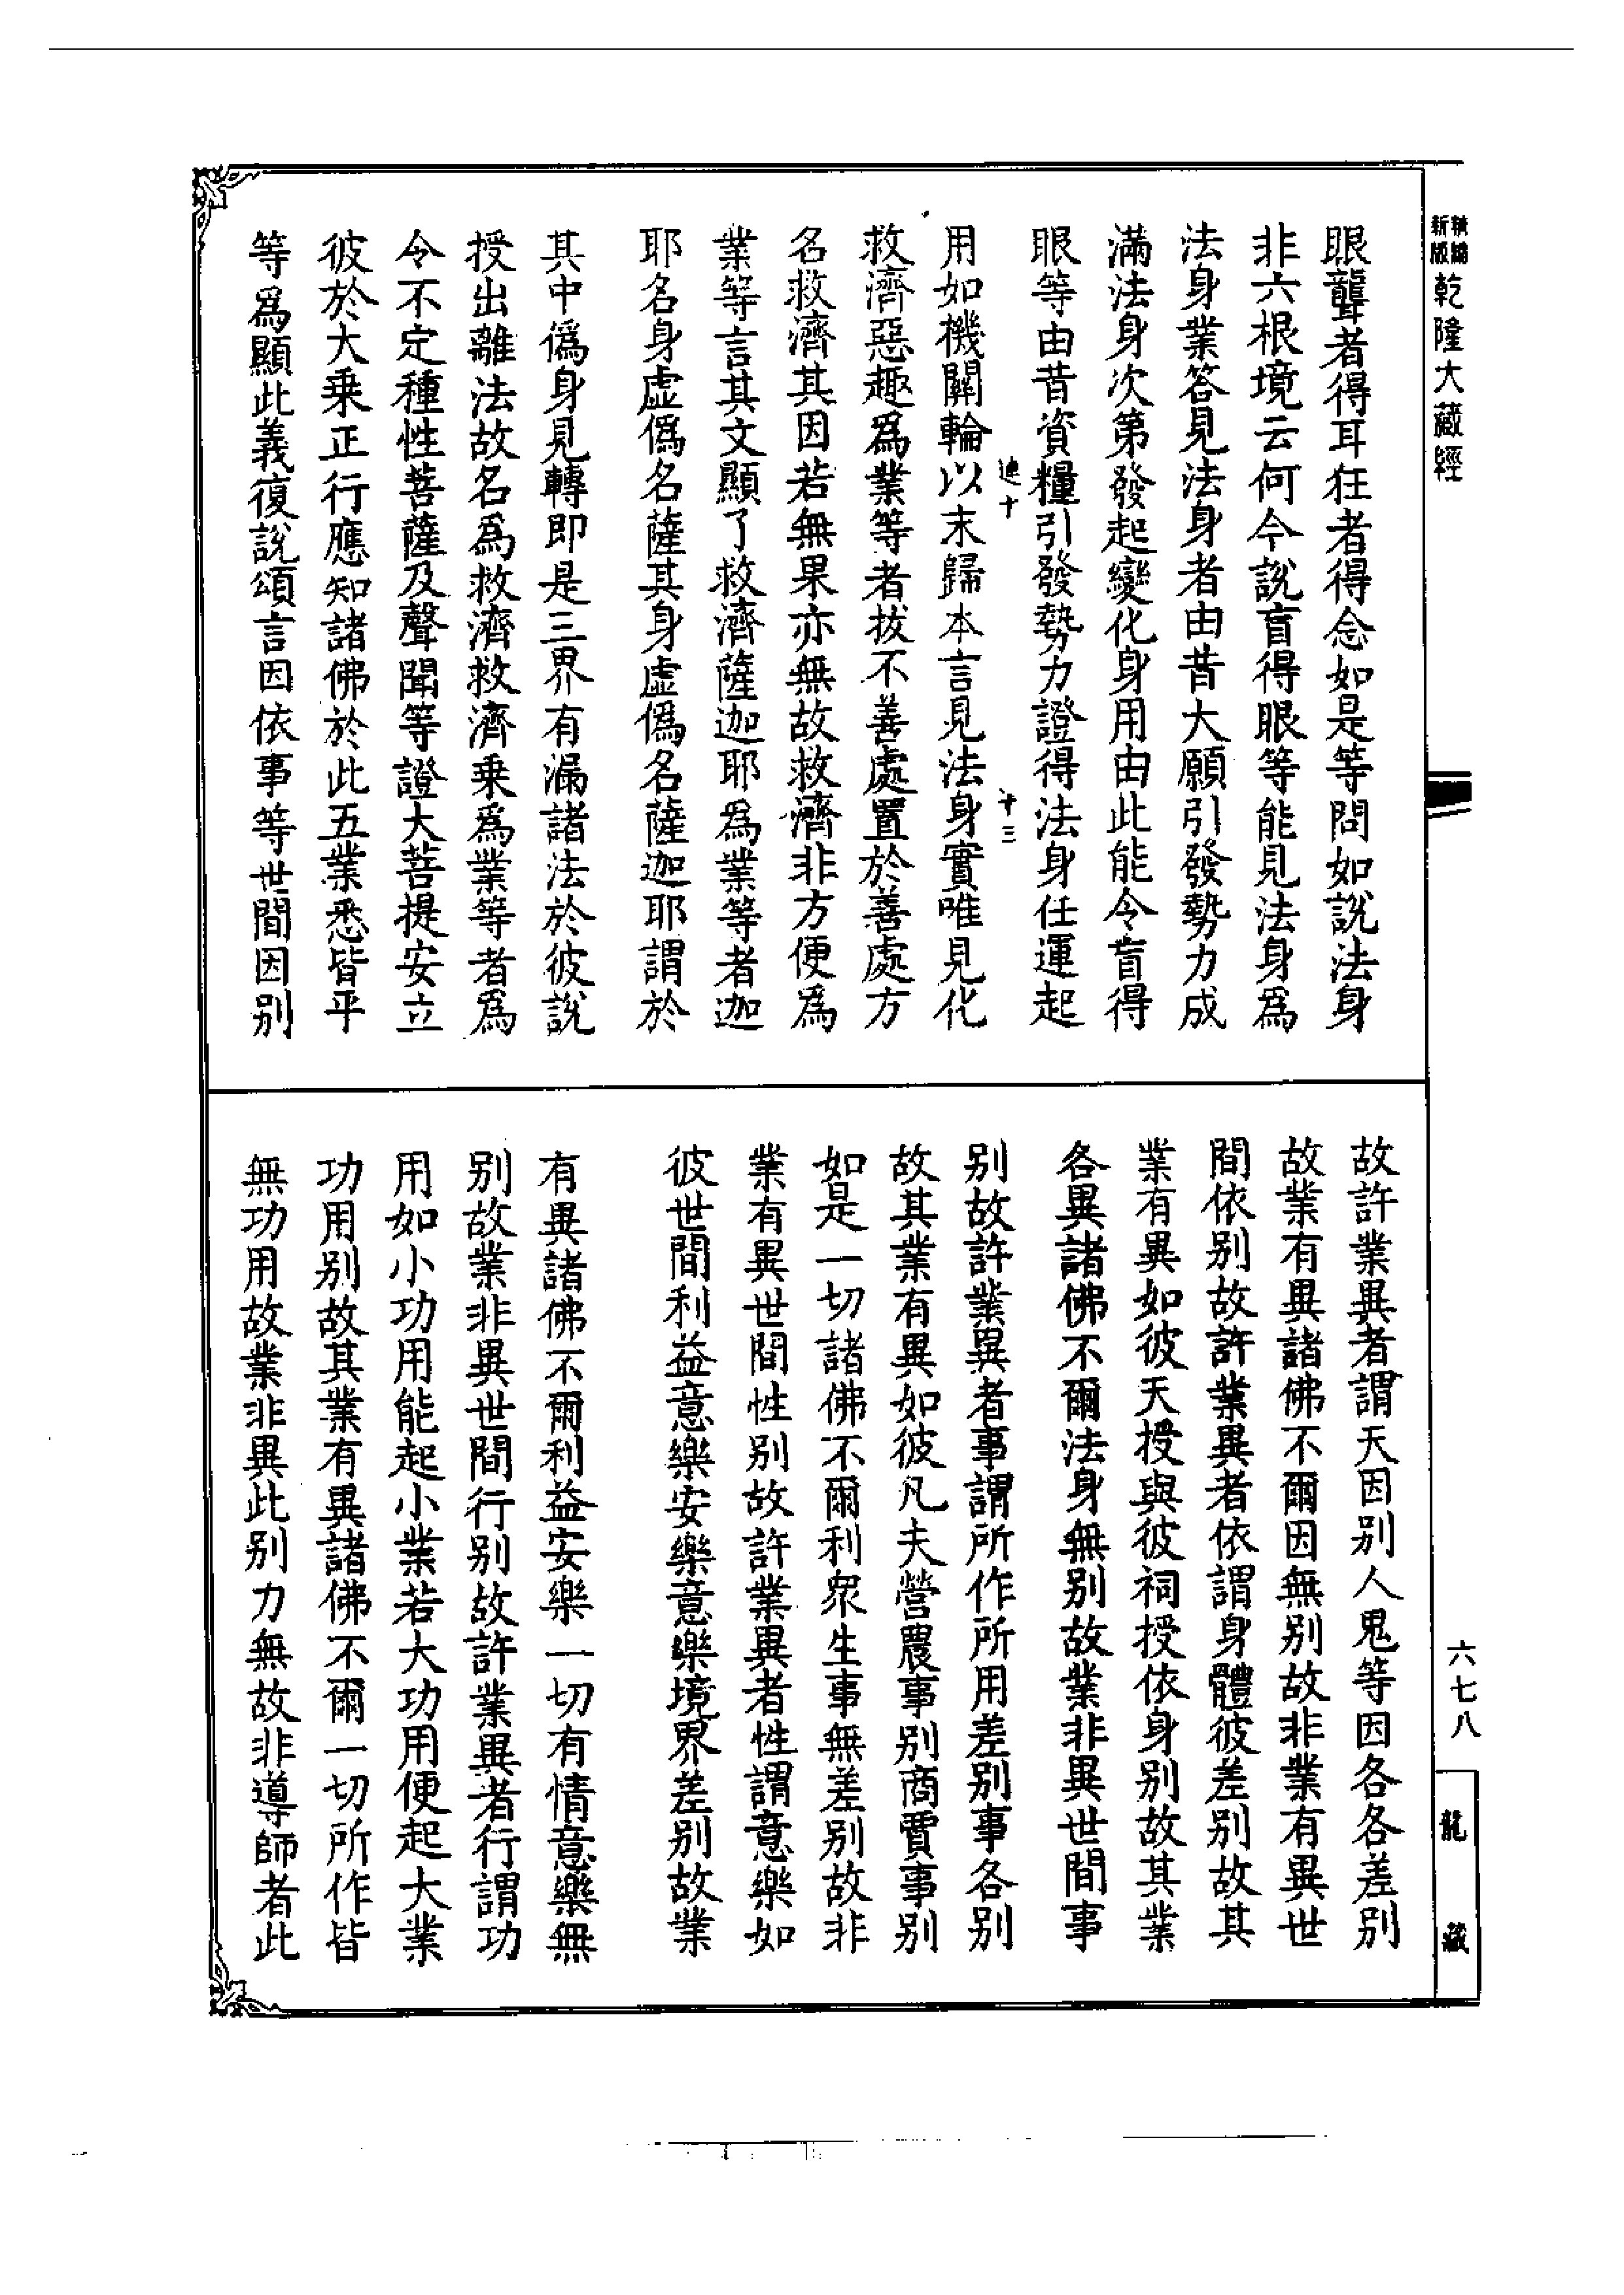 新版
精縮
乾隆大藏經
眼聾者得耳狂者得念如是等問如說法身
非六根境云何今說盲得眼等能見法身爲
法身業答見法身者由昔大願引發勢力成
滿法身次第發起變化身用由此能令盲得
眼等由昔資糧引發勢力證得法身任運起
十三
用如機關輪以末歸本言見法身實唯見化
救濟惡趣爲業等者拔不善處置於善處方
名救濟其因若無果亦無故救濟非方便爲
業等言其文顯了救濟薩迦耶爲業等者迦
耶名身虛僞名薩其身虛僞名薩迦耶謂於
其中僞身見轉即是三界有漏諸法於彼說
授出離法故名爲救濟救濟乘爲業等者爲
令不定種性菩薩及聲聞等證大菩提安立
彼於大乘正行應知諸佛於此五業悉皆平
等爲顯此義復說頌言因依事等世間因別
故許業異者謂天因別人鬼等因各各差別
故業有異諸佛不爾因無別故非業有異世
間依別故許業異者依謂身體彼差別故其
業有異如彼天授與彼祠授依身別故其業
各異諸佛不爾法身無別故業非異世間事
別故許業異者事謂所作所用差別事各別
故其業有異如彼凡夫營農事別商賈事別
如是一切諸佛不爾利衆生事無差別故非
業有異世間性別故許業異者性謂意樂如
彼世間利益意樂安樂意樂境界差別故業
有異諸佛不爾利益安樂一切有情意樂無
別故業非異世間行別故許業異者行謂功
用如小功用能起小業若大功用便起大業
功用別故其業有異諸佛不爾一切所作皆
無功用故業非異此別力無故非導師者此
六七八
龍藏